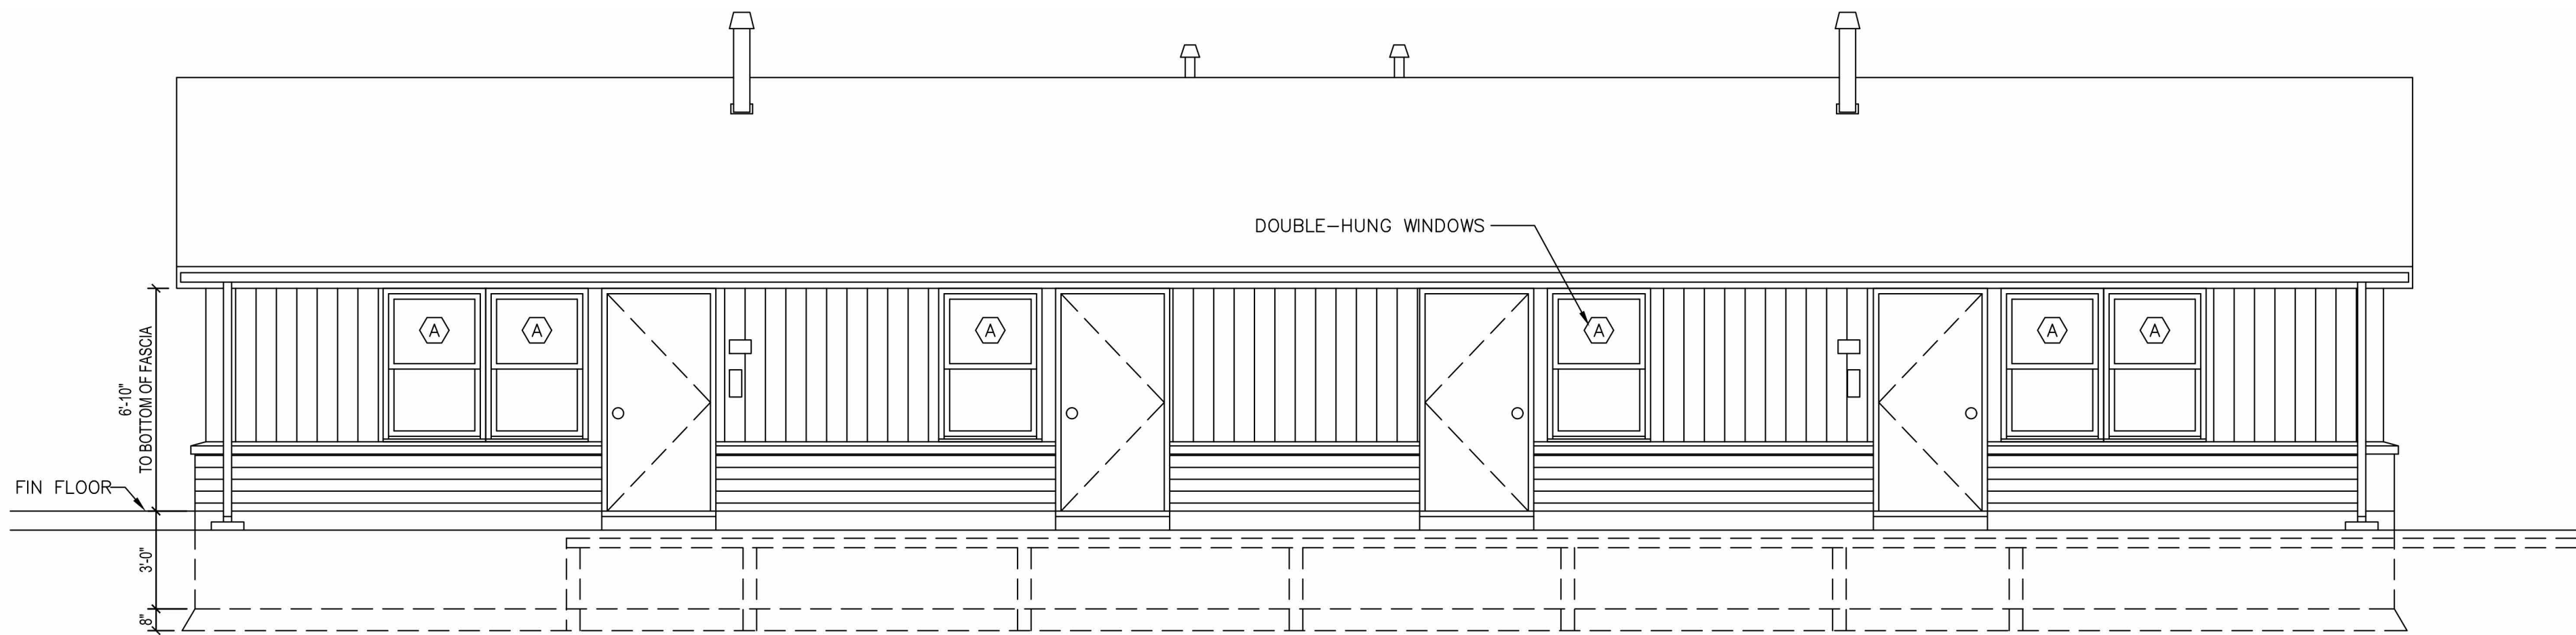 DOUBLE-HUNG WINDOWS
A
A
A
A
A
A
6'-10"
TO BOTTOM OF FASCIA
FIN FLOOR
3'-0"
8"